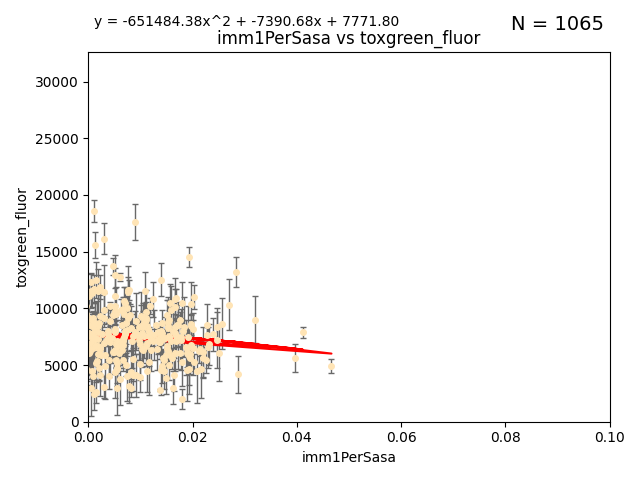 y = -651484.38x^2 + -7390.68x + 7771.80
N = 1065
imm1PerSasa vs toxgreen_fluor
30000
25000
20000
15000
10000
5000
0
toxgreen_fluor
0.00 0.02 0.04 0.06 0.08 0.10
imm1PerSasa